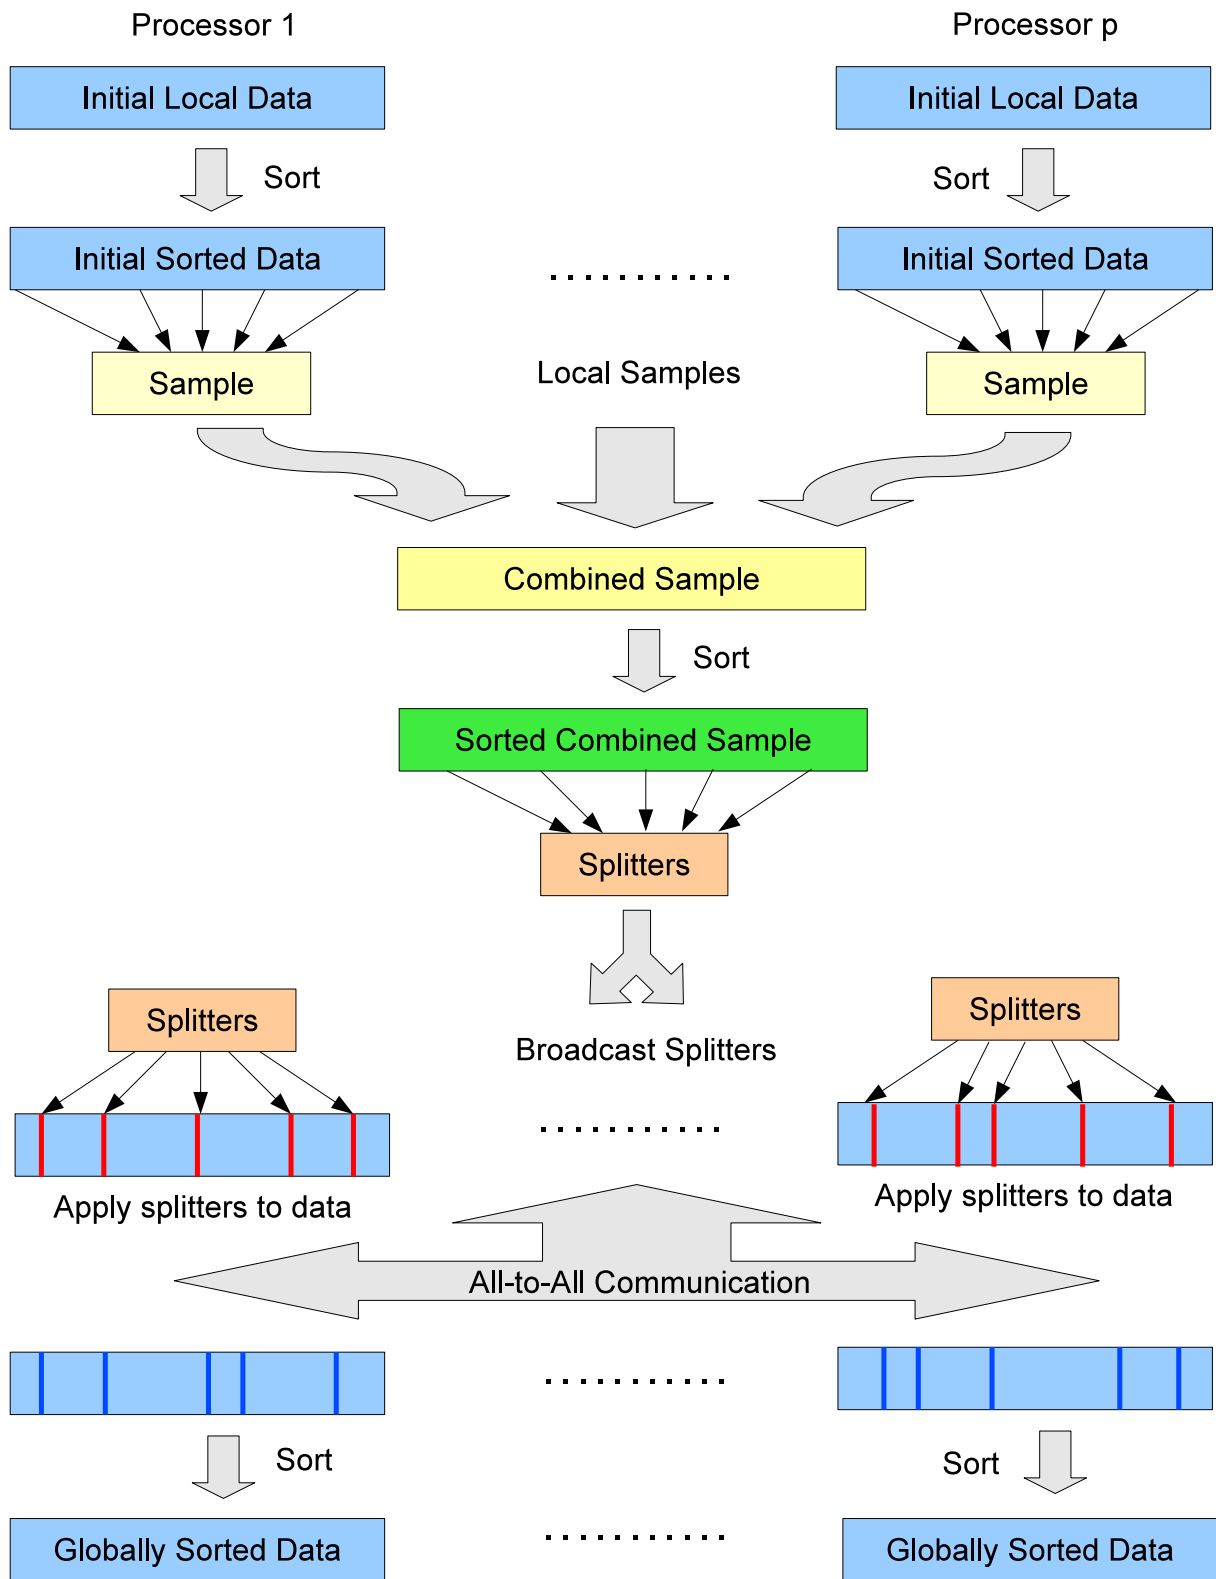 Processor 1
Processor p
Initial Local Data
Initial Local Data
Sort
Sort
Initial Sorted Data
Initial Sorted Data
Sample
Local Samples
Sample
Combined Sample
Sort
Sorted Combined Sample
Splitters
Splitters
Broadcast Splitters
Splitters
Apply splitters to data
Apply splitters to data
All-to-All Communication
Sort
Sort
Globally Sorted Data
Globally Sorted Data